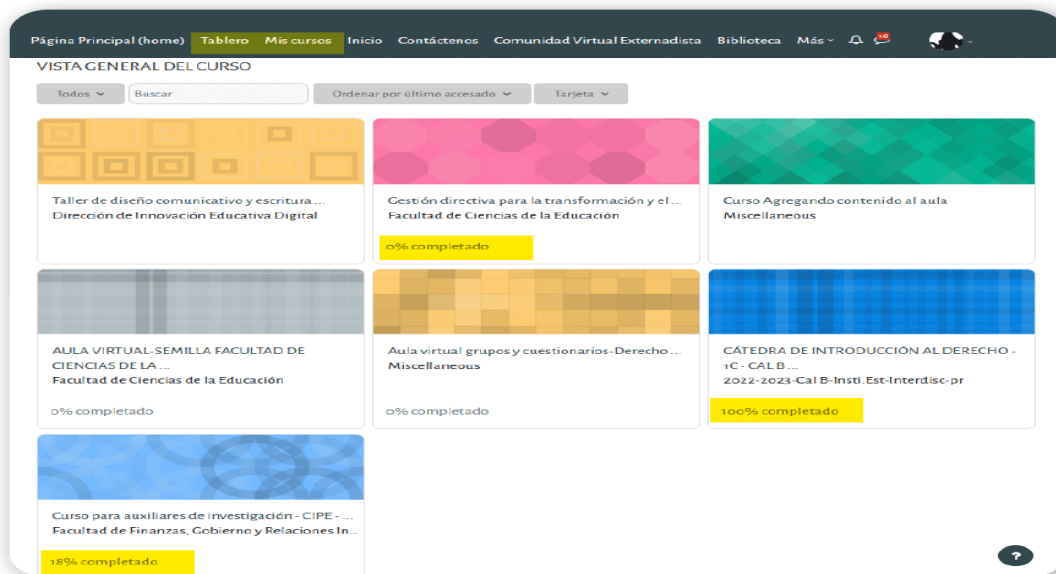 Página Principal (home) Tablero Mis cursos Inicio Contáctenos Comunidad Virtual Externadista Biblioteca Más
VISTA GENERAL DEL CURSO
Todos Buscar Ordenar por último accesado Tarjeta
Taller de diseño comunicativo y escritura ...
Dirección de Innovación Educativa Digital
Gestión directiva para la transformación y el ...
Facultad de Ciencias de la Educación
0% completado
Curso Agregando contenido al aula
Miscellaneous
AULA VIRTUAL-SEMILLA FACULTAD DE
CIENCIAS DE LA ...
Facultad de Ciencias de la Educación
0% completado
Aula virtual grupos y cuestionarios-Derecho ...
Miscellaneous
0% completado
CÁTEDRA DE INTRODUCCIÓN AL DERECHO -
1C - CAL B ...
2022-2023-Cal B-Insti.Est-Interdisc-pr
100% completado
Curso para auxiliares de investigación - CIPE - ...
Facultad de Finanzas, Gobierno y Relaciones In...
18% completado
?